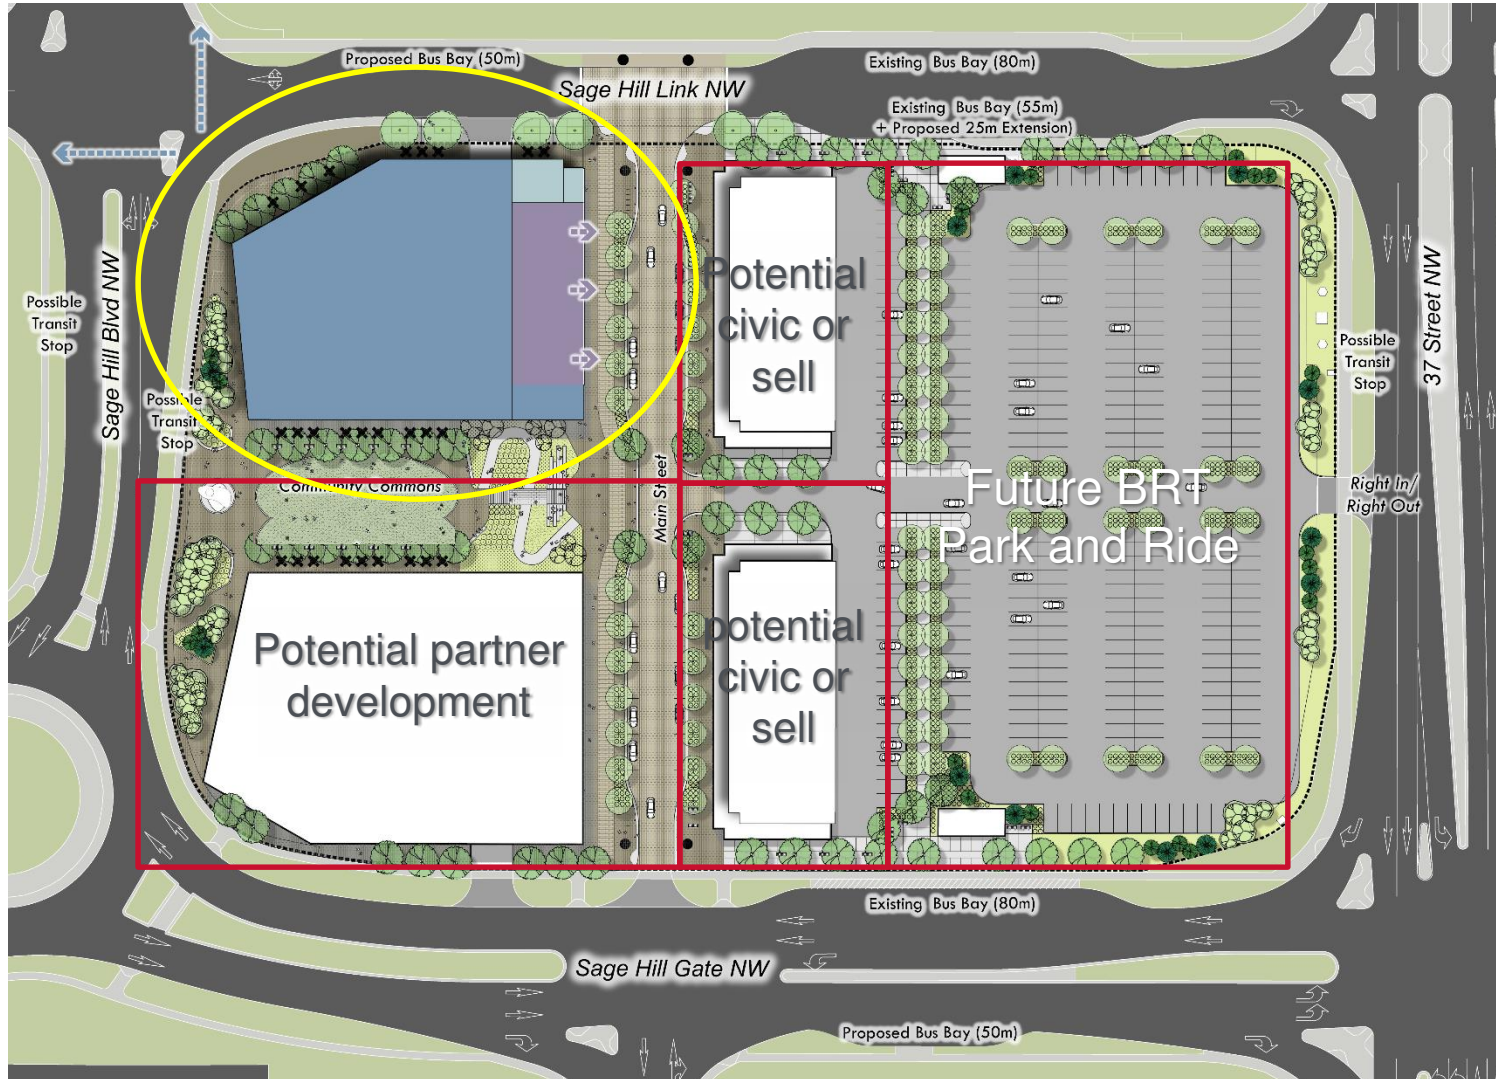 Proposed Bus Bay (50m)
Existing Bus Bay (80m)
Sage Hill Link NW
Existing Bus Bay (55m)
+ Proposed 25m Extension)
Sage Hill Blvd NW
Possible
Transit
Stop
Possible
Transit
Stop
Community Commons
Main Street
Potential
civic or
sell
Future BRT
Park and Ride
Possible
Transit
Stop
37 Street NW
Right In/
Right Out
Potential partner
development
potential
civic or
sell
Existing Bus Bay (80m)
Sage Hill Gate NW
Proposed Bus Bay (50m)